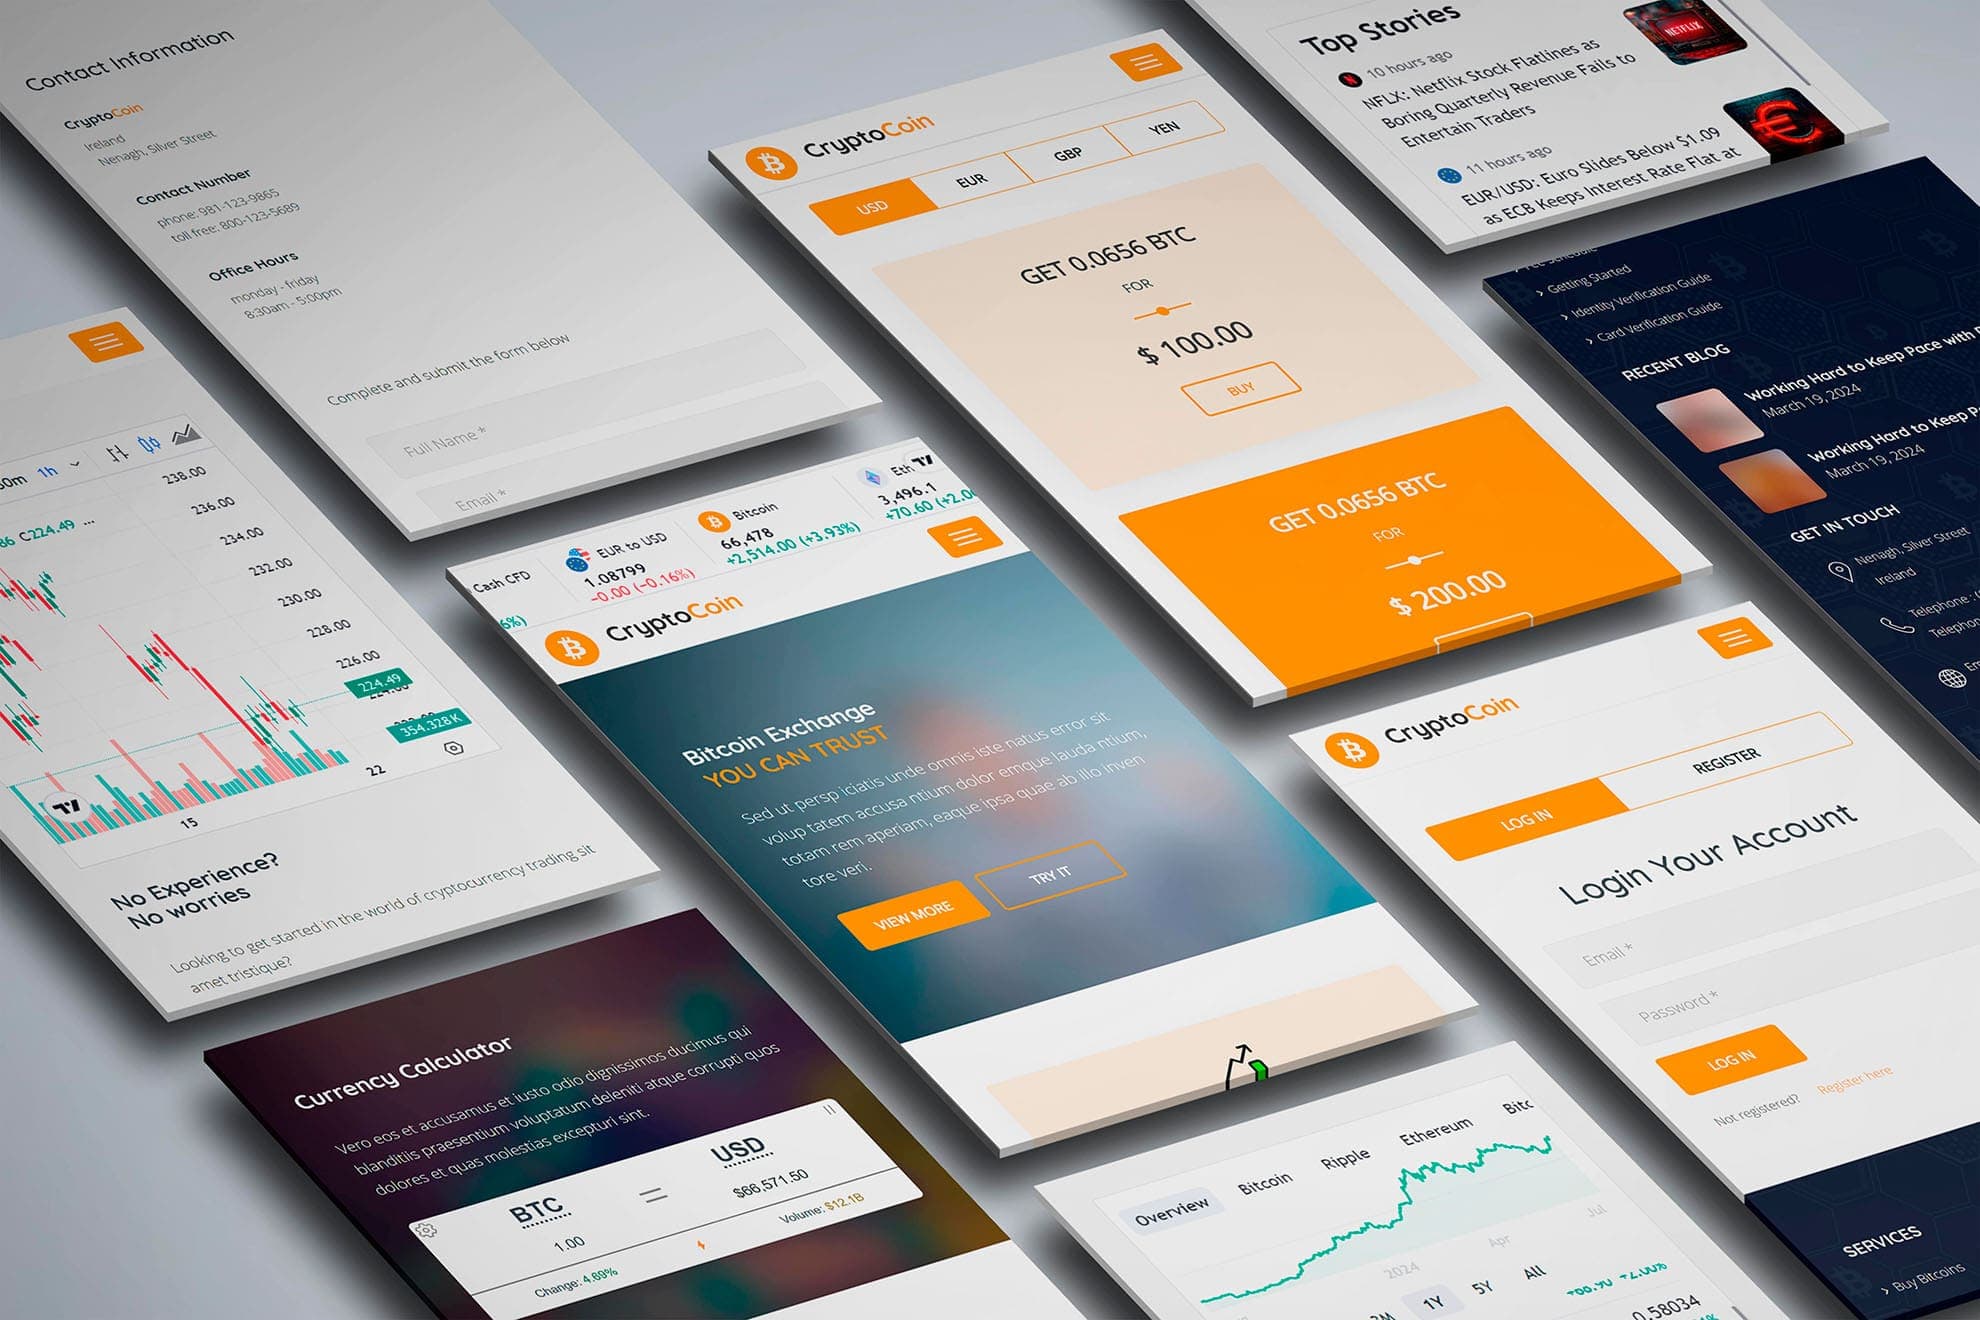 Contact Information
CryptoCoin
Ireland
Nenagh, Silver Street
Contact Number
phone: 981-123-9865
toll free: 800-123-5689
Office Hours
monday - friday
8:30am - 5:00pm
Complete and submit the form below
Full Name *
Email *
CryptoCoin
USD
EUR
GBP
YEN
GET 0.0656 BTC
FOR
$ 100.00
BUY
GET 0.0656 BTC
FOR
$ 200.00
Top Stories
10 hours ago
NFLX: Netflix Stock Flatlines as
Boring Quarterly Revenue Fails to
Entertain Traders
NETFLIX
11 hours ago
EUR/USD: Euro Slides Below $1.09
as ECB Keeps Interest Rate Flat at
› Getting Started
› Identity Verification Guide
› Card Verification Guide
RECENT BLOG
Working Hard to Keep Pace with
March 19, 2024
Working Hard to Keep
March 19, 2024
GET IN TOUCH
Nenagh, Silver Street
Ireland
Telephone :
1h
C224.49 ...
238.00
236.00
234.00
232.00
230.00
228.00
226.00
224.49
354.328K
15
22
No Experience?
No worries
Looking to get started in the world of cryptocurrency trading sit
amet tristique?
Cash CFD
EUR to USD
1.08799
−0.00 (−0.16%)
Bitcoin
66,478
+2,514.00 (+3.93%)
3,496.1
+70.60
CryptoCoin
Bitcoin Exchange
YOU CAN TRUST
Sed ut persp iciatis unde omnis iste natus error sit
volup tatem accusa ntium dolor emque lauda ntium,
totam rem aperiam, eaque ipsa quae ab illo inven
tore veri.
VIEW MORE
TRY IT
CryptoCoin
LOG IN
REGISTER
Login Your Account
Email *
Password *
LOG IN
Not registered? Register here
SERVICES
› Buy Bitcoins
Currency Calculator
Vero eos et accusamus et iusto odio dignissimos ducimus qui
blanditiis praesentium voluptatum deleniti atque corrupti quos
dolores et quas molestias excepturi sint.
BTC
=
USD
1.00
$66,571.50
Change: 4.89%
Volume: $12.1B
Overview
Bitcoin
Ripple
Ethereum
2024
Apr
Jul
1Y
5Y
All
0.58034